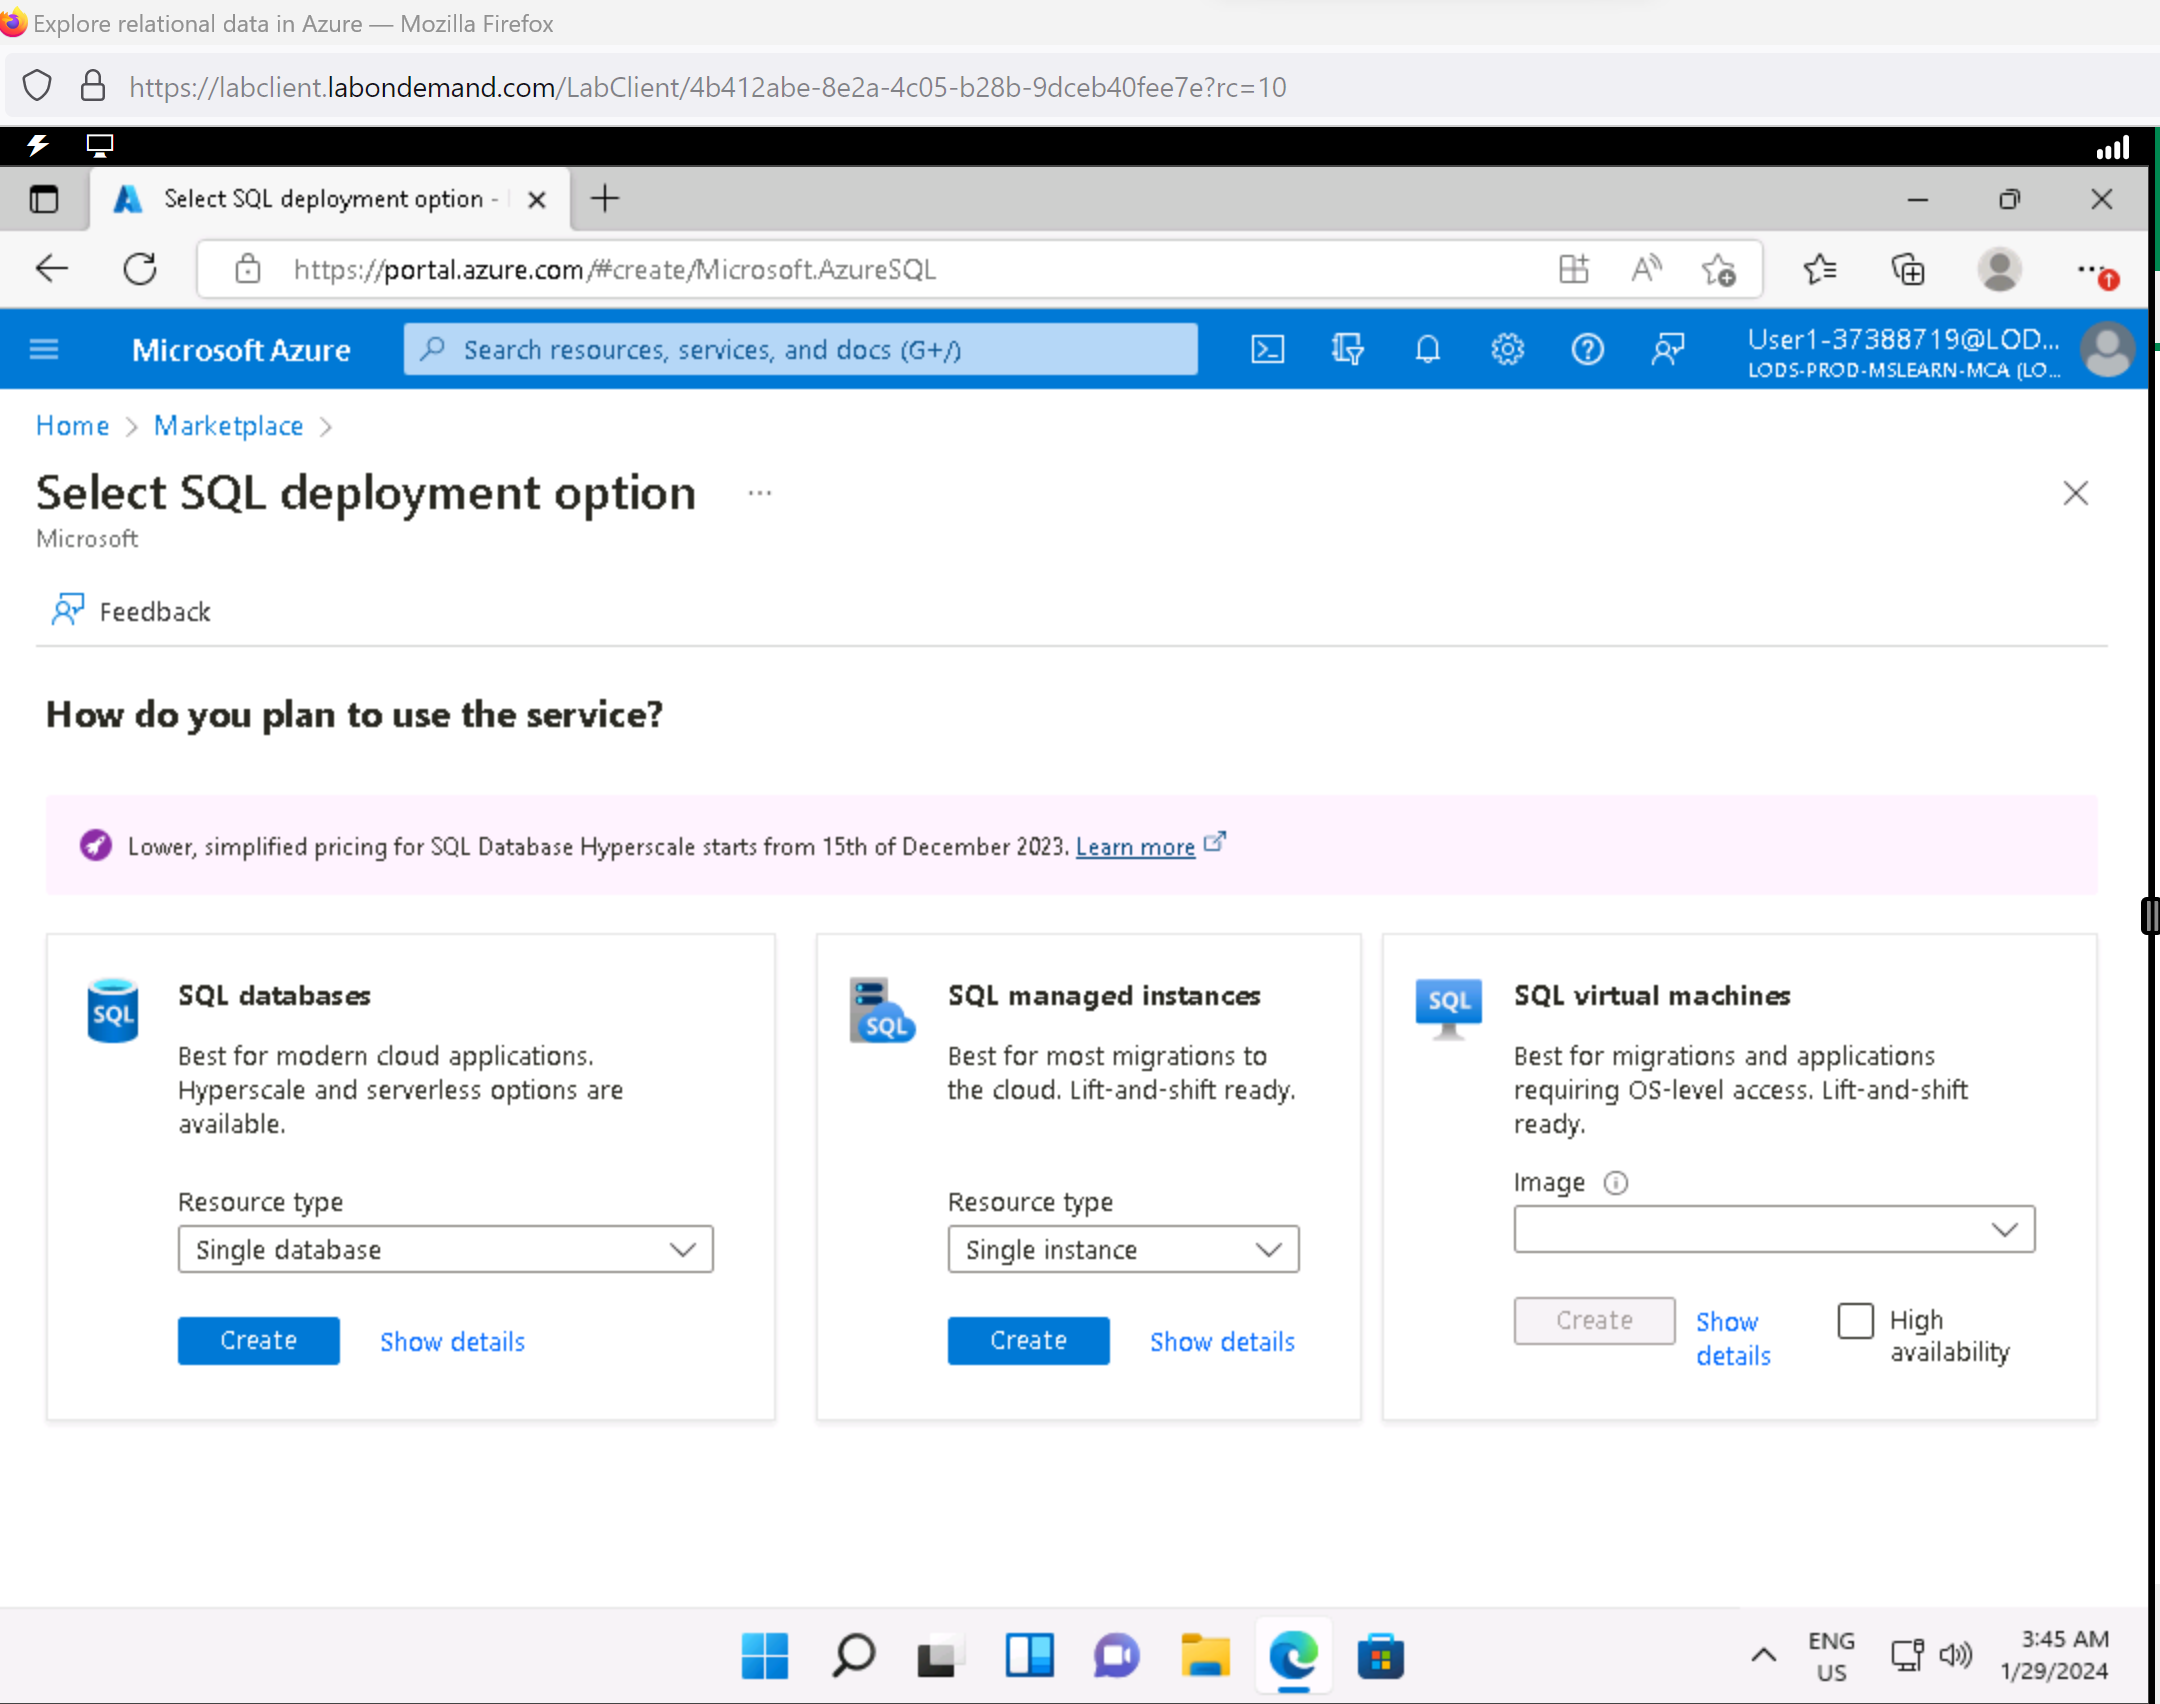 Explore relational data in Azure — Mozilla Firefox
https://labclient.labondemand.com/LabClient/4b412abe-8e2a-4c05-b28b-9dceb40fee7e?rc=10
Select SQL deployment option -
https://portal.azure.com/#create/Microsoft.AzureSQL
Microsoft Azure
Search resources, services, and docs (G+/)
User1-37388719@LOD...
LODS-PROD-MSLEARN-MCA (LO...
Home > Marketplace >
Select SQL deployment option ...
Microsoft
Feedback
How do you plan to use the service?
Lower, simplified pricing for SQL Database Hyperscale starts from 15th of December 2023. Learn more
SQL
SQL databases
Best for modern cloud applications.
Hyperscale and serverless options are
available.
Resource type
Single database
Create
Show details
SQL
SQL managed instances
Best for most migrations to
the cloud. Lift-and-shift ready.
Resource type
Single instance
Create
Show details
SQL
SQL virtual machines
Best for migrations and applications
requiring OS-level access. Lift-and-shift
ready.
Image
Create
Show
details
High
availability
ENG
US
3:45 AM
1/29/2024